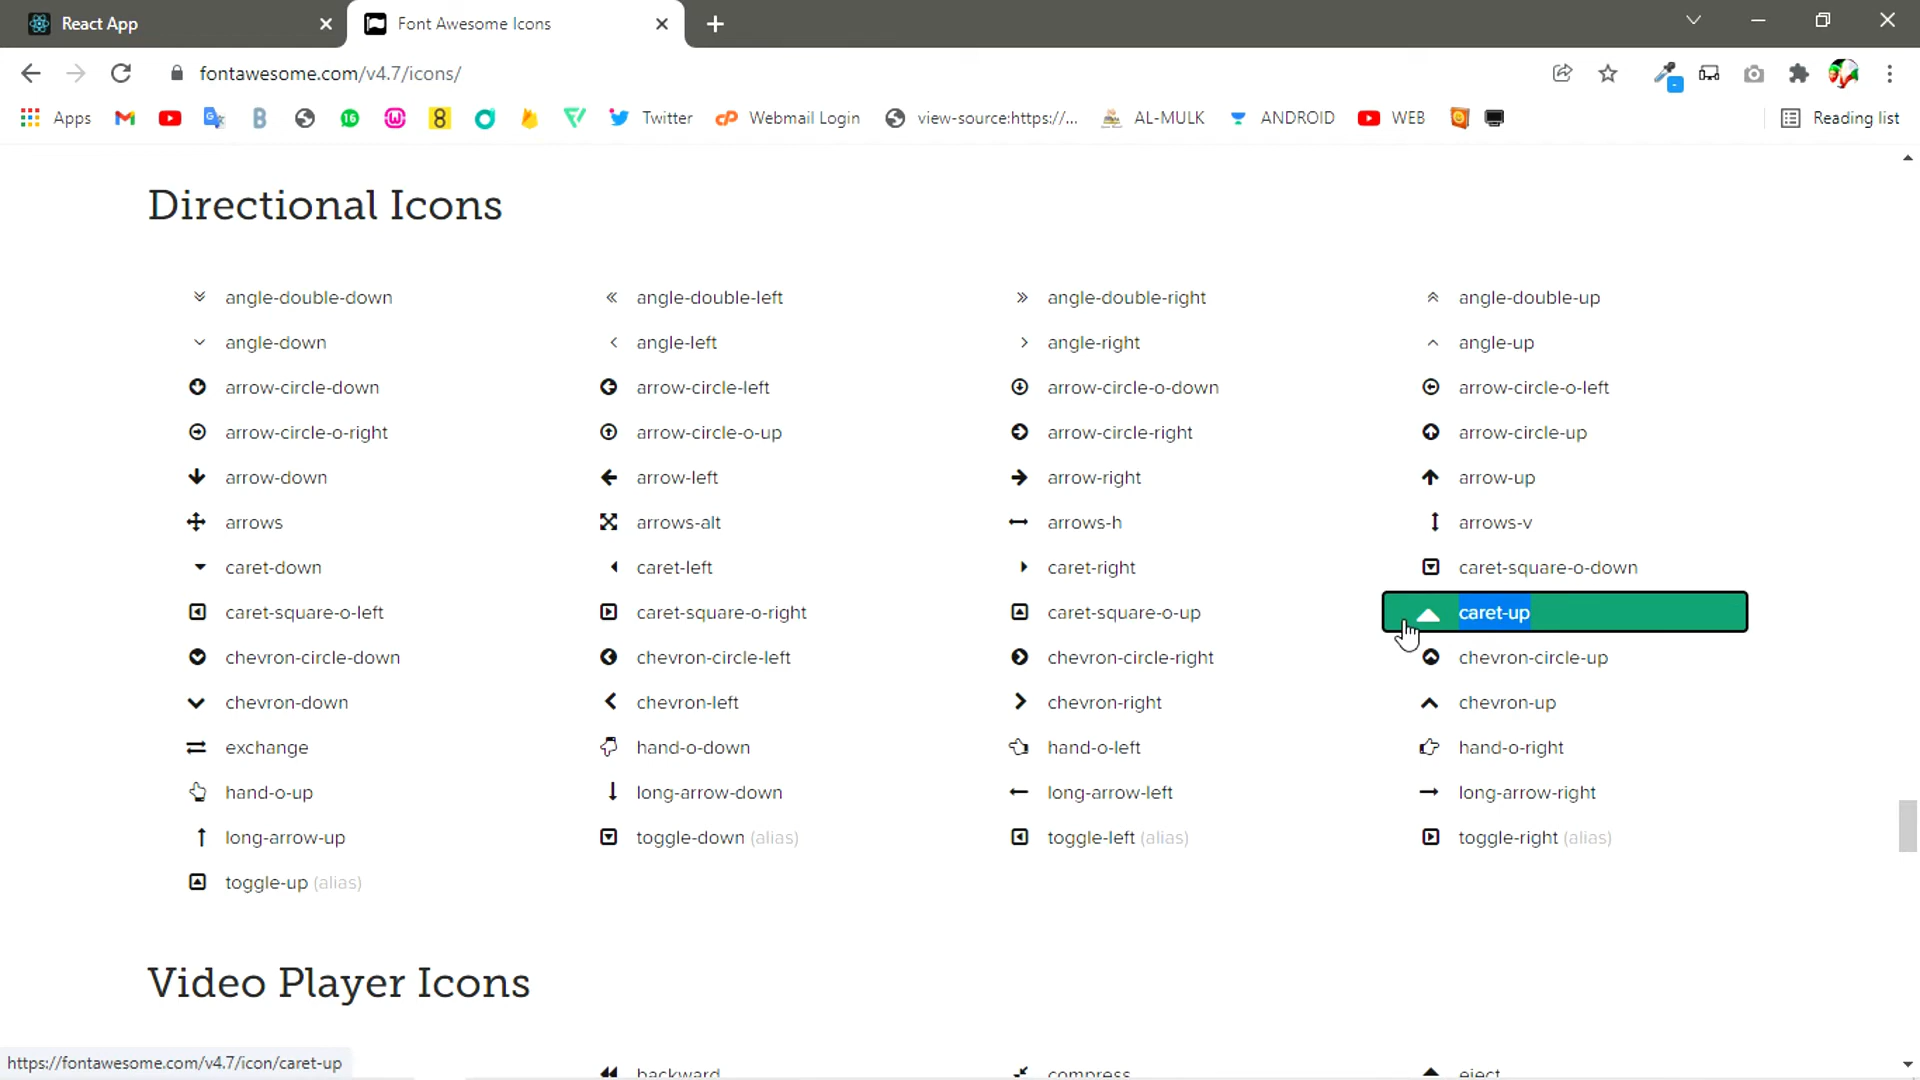 React App
Font Awesome Icons
fontawesome.com/v4.7/icons/
Apps
16
8
Twitter
Webmail Login
view-source:https://...
AL-MULK
ANDROID
WEB
Reading list
Directional Icons
angle-double-down angle-double-left angle-double-right angle-double-up
angle-down angle-left angle-right angle-up
arrow-circle-down arrow-circle-left arrow-circle-o-down arrow-circle-o-left
arrow-circle-o-right arrow-circle-o-up arrow-circle-right arrow-circle-up
arrow-down arrow-left arrow-right arrow-up
arrows arrows-alt arrows-h arrows-v
caret-down caret-left caret-right caret-square-o-down
caret-square-o-left caret-square-o-right caret-square-o-up caret-up
chevron-circle-down chevron-circle-left chevron-circle-right chevron-circle-up
chevron-down chevron-left chevron-right chevron-up
exchange hand-o-down hand-o-left hand-o-right
hand-o-up long-arrow-down long-arrow-left long-arrow-right
long-arrow-up toggle-down (alias) toggle-left (alias) toggle-right (alias)
toggle-up (alias)
Video Player Icons
backward compress eject
https://fontawesome.com/v4.7/icon/caret-up